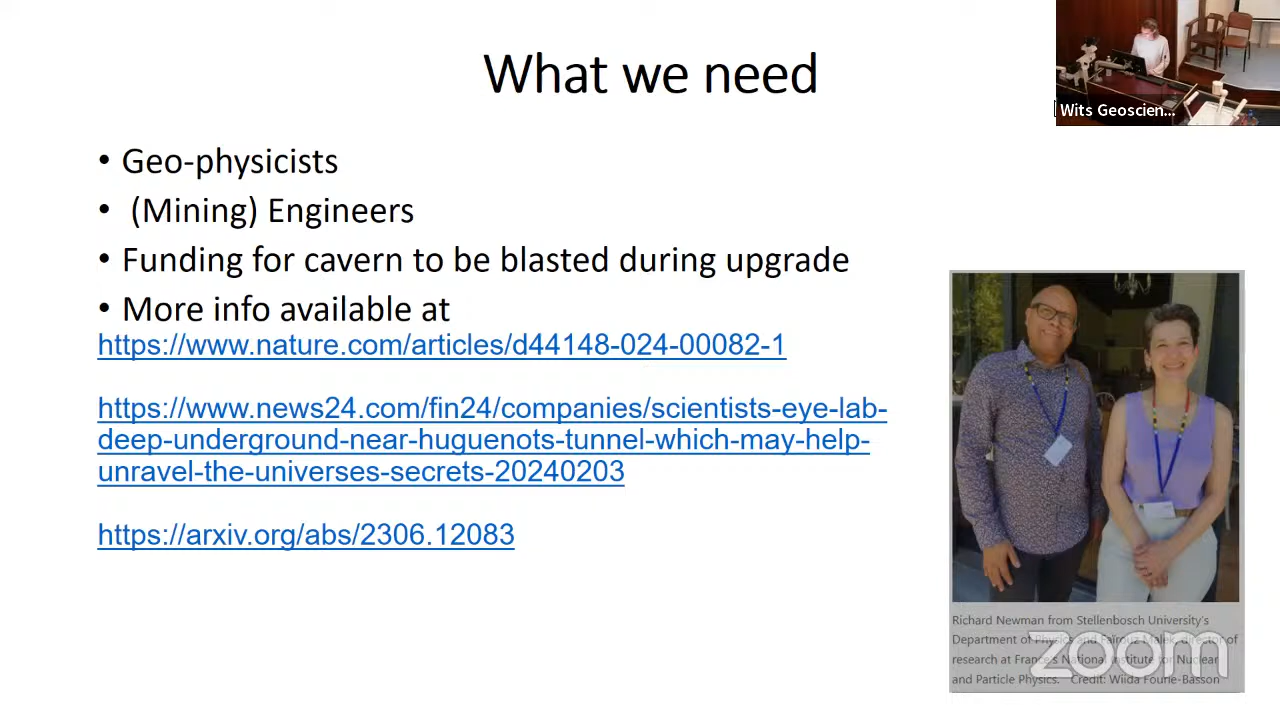 What we need
Wits Geoscien...
• Geo-physicists
• (Mining) Engineers
• Funding for cavern to be blasted during upgrade
• More info available at
https://www.nature.com/articles/d44148-024-00082-1
https://www.news24.com/fin24/companies/scientists-eye-lab-
deep-underground-near-huguenots-tunnel-which-may-help-
unravel-the-universes-secrets-20240203
https://arxiv.org/abs/2306.12083
Richard Newman from Stellenbosch University's
Department of Physics and Faïrouz Malek, director of
research at France's National Institute for Nuclear
and Particle Physics. Credit: Wiida Fourie-Basson
zoom